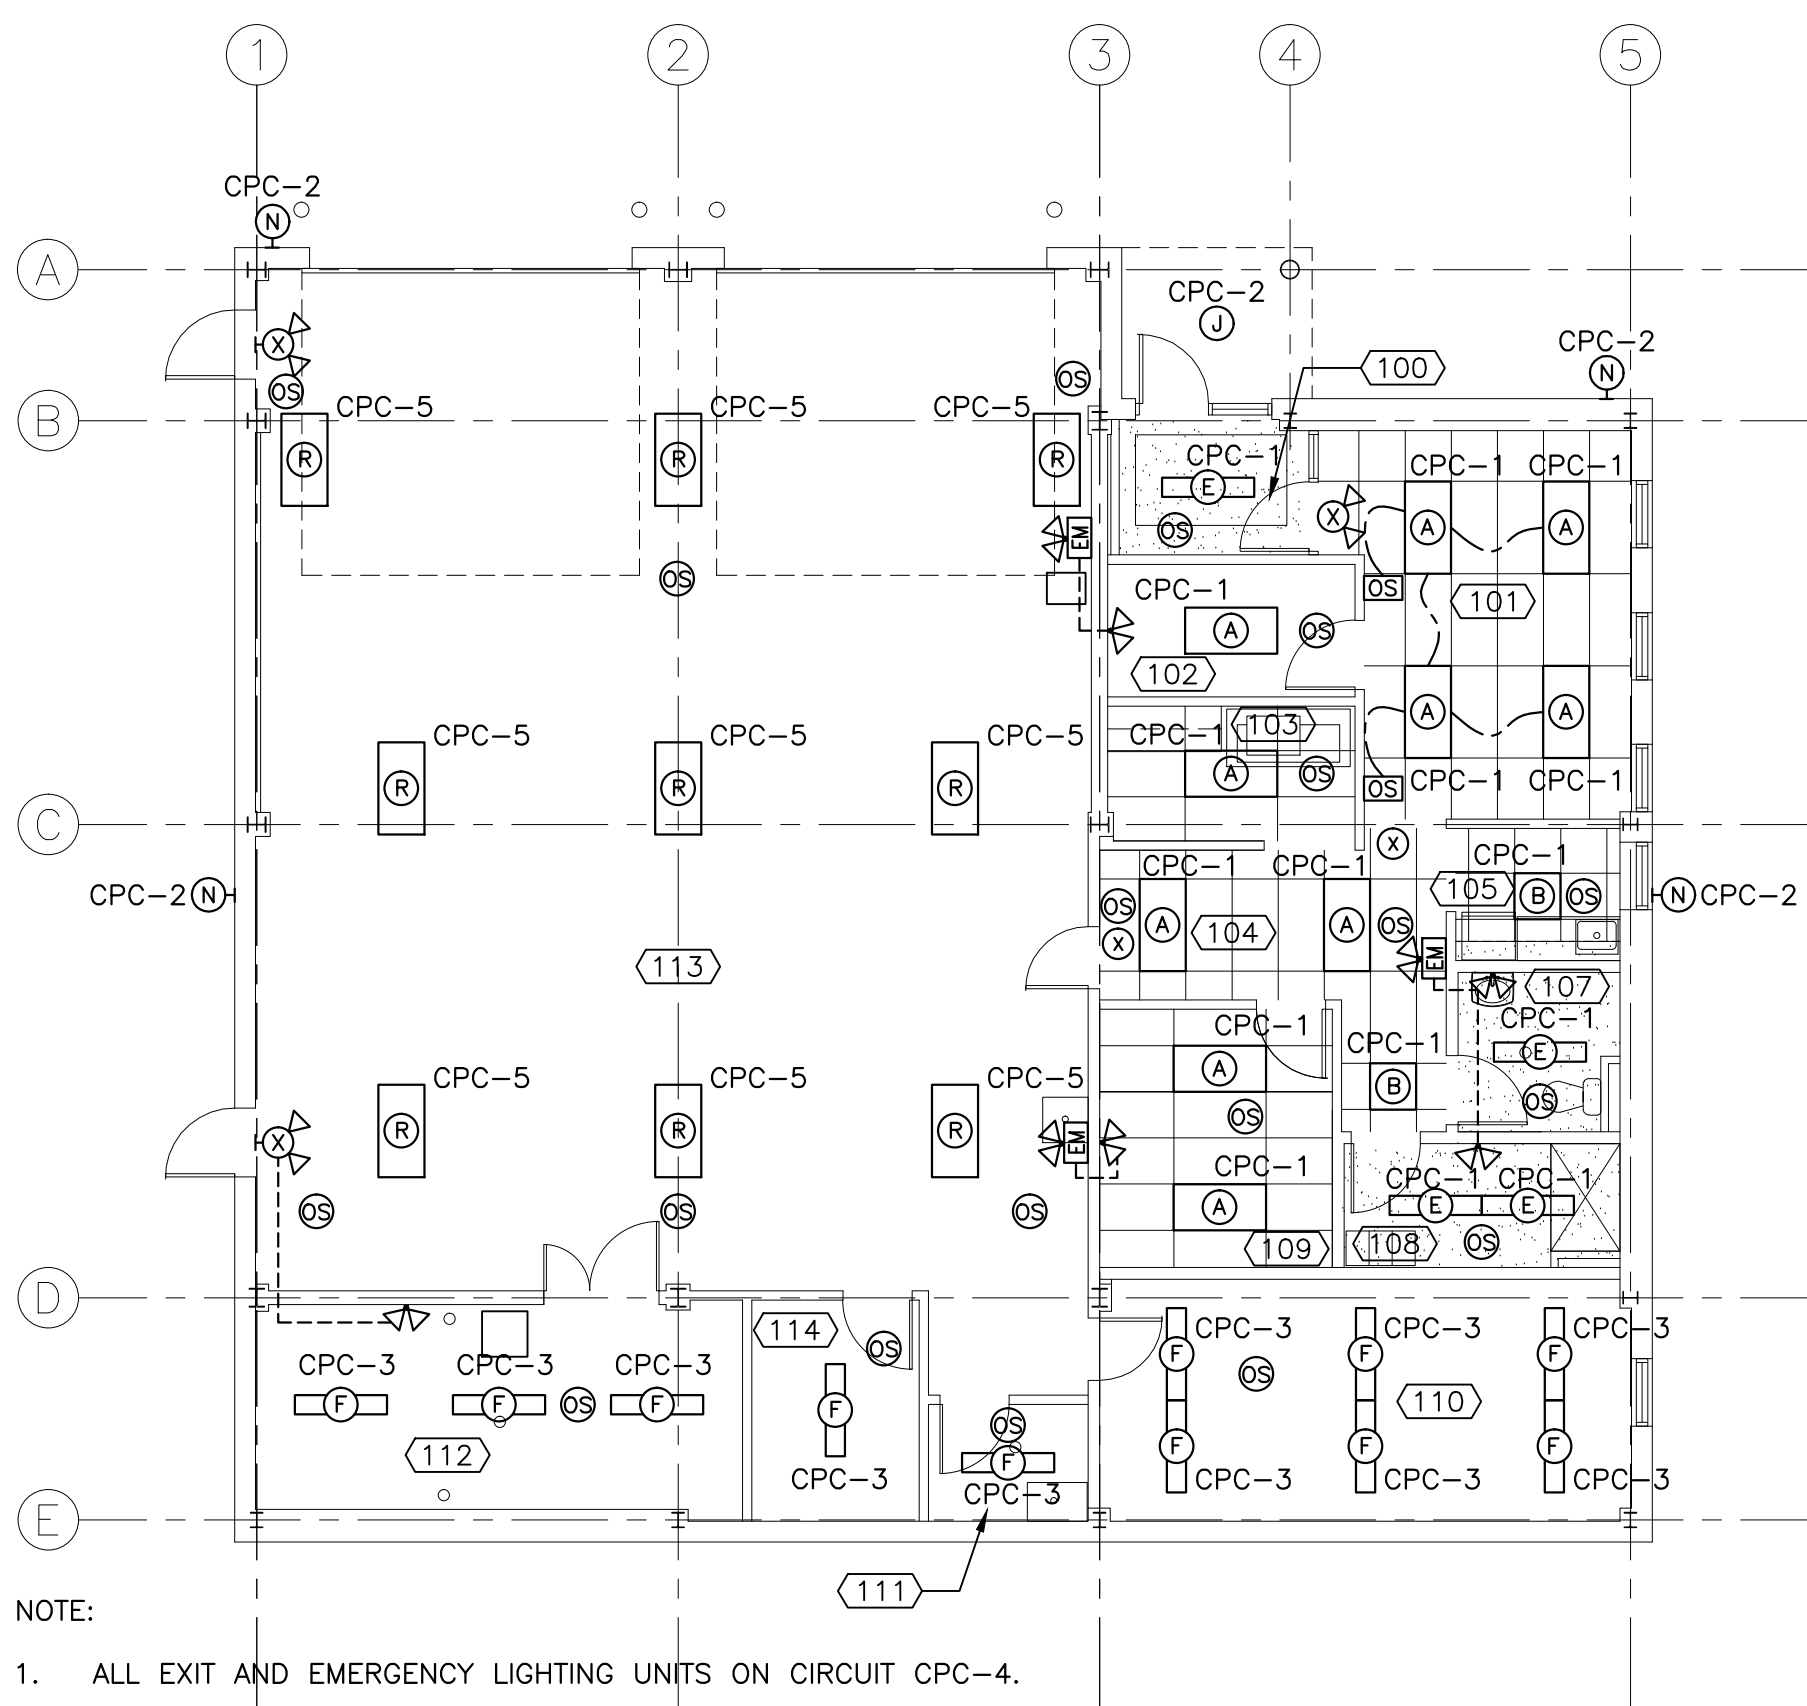 1 2 3 4 5
CPC-2
N
A
CPC-2
J
CPC-2
N
100
X
OS
OS
B
CPC-5 CPC-5 CPC-5
R R R
CPC-1
E
OS
CPC-1 CPC-1
X
A A
EM
OS
OS
101
CPC-1
A
OS
102
103
CPC-1
A
OS
A A
OS
CPC-1 CPC-1
CPC-5 CPC-5 CPC-5
R R R
C
X
CPC-1 CPC-1
CPC-1
105
B
OS
CPC-2 N
N CPC-2
OS
X
A
104
A
OS
EM
113
107
CPC-1
E
OS
CPC-1
A
CPC-1
B
OS
CPC-5 CPC-5 CPC-5
R R R
X
EM
CPC-1
A
CPC-1 CPC-1
E E
OS OS OS
109
108
OS
D
114
OS
CPC-3 CPC-3 CPC-3
F F F
CPC-3 CPC-3 CPC-3
F F OS F
OS
110
F
CPC-3
OS
F
CPC-3
112
F F F
CPC-3 CPC-3 CPC-3
E
111
NOTE:
1. ALL EXIT AND EMERGENCY LIGHTING UNITS ON CIRCUIT CPC-4.